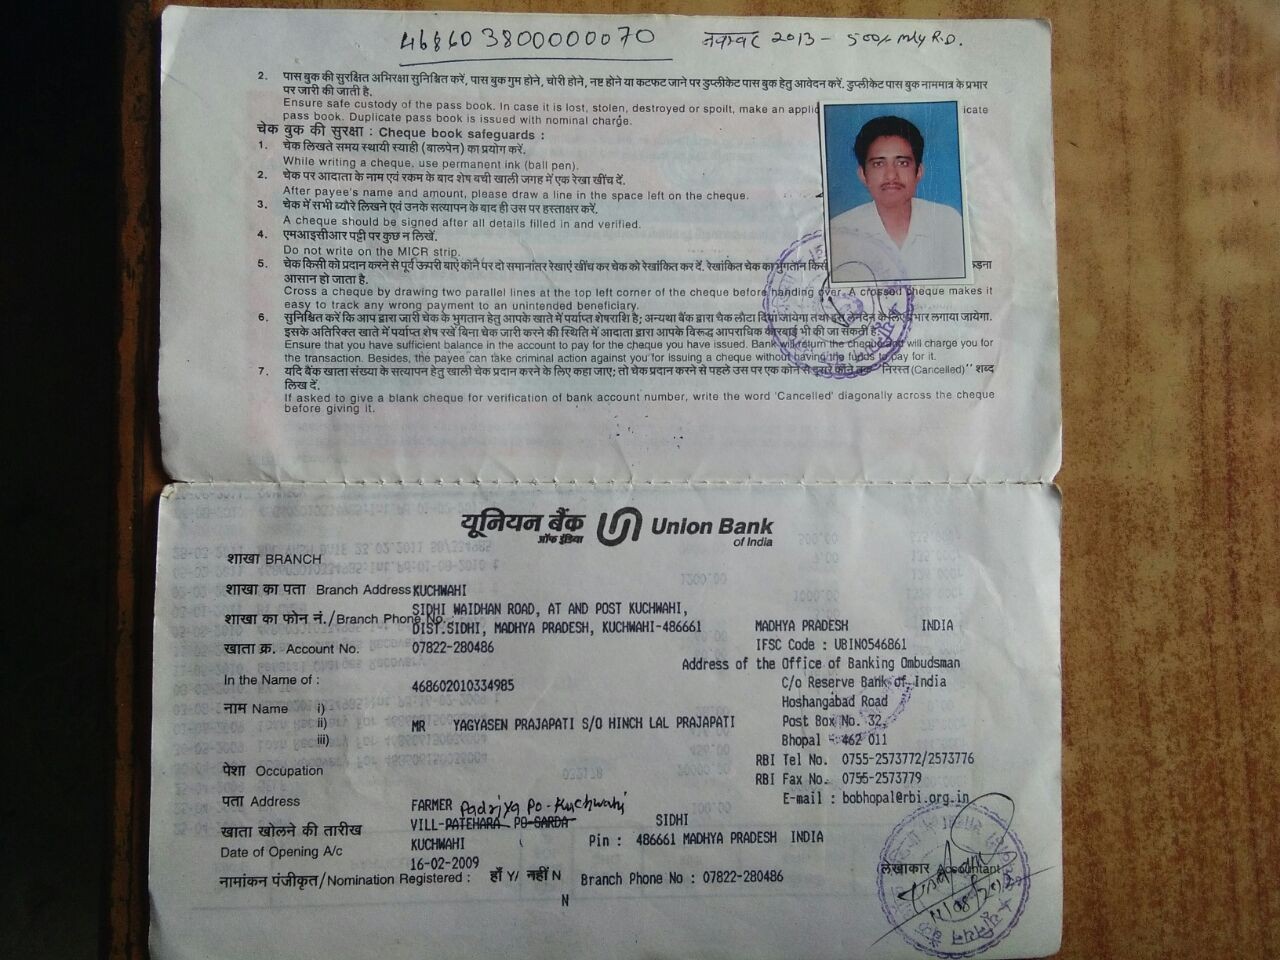 468603800000070 नवम्बर 2013 - 500/- Mly R.D.
2. पास बुक की सुरक्षित अभिरक्षा सुनिश्चित करें, पास बुक गुम होने, चोरी होने, नष्ट होने या कटफट जाने पर डुप्लीकेट पास बुक हेतु आवेदन करें. डुप्लीकेट पास बुक नाममात्र के प्रभार
पर जारी की जाती है.
Ensure safe custody of the pass book. In case it is lost, stolen, destroyed or spoilt, make an applic icate
pass book. Duplicate pass book is issued with nominal charge.
चेक बुक की सुरक्षा : Cheque book safeguards :
1. चेक लिखते समय स्थायी स्याही (बालपेन) का प्रयोग करें.
While writing a cheque, use permanent ink (ball pen).
2. चेक पर आदाता के नाम एवं रकम के बाद शेष बची खाली जगह में एक रेखा खींच दें.
After payee's name and amount, please draw a line in the space left on the cheque.
3. चेक में सभी ब्यौरे लिखने एवं उनके सत्यापन के बाद ही उस पर हस्ताक्षर करें.
A cheque should be signed after all details filled in and verified.
4. एमआइसीआर पट्टी पर कुछ न लिखें.
Do not write on the MICR strip.
5. चेक किसी को प्रदान करने से पूर्व ऊपरी बाएं कोने पर दो समानांतर रेखाएं खींच कर चेक को रेखांकित कर दें. रेखांकित चेक का भुगतान किसी कड़ना
आसान हो जाता है.
Cross a cheque by drawing two parallel lines at the top left corner of the cheque before handing over. A crossed cheque makes it
easy to track any wrong payment to an unintended beneficiary.
6. सुनिश्चित करें कि आप द्वारा जारी चेक के भुगतान हेतु आपके खाते में पर्याप्त शेषराशि है; अन्यथा बैंक द्वारा चैक लौटा दिया जायेगा तथा इस लेनदेन के लिए प्रभार लगाया जायेगा.
इसके अतिरिक्त खाते में पर्याप्त शेष रखें बिना चेक जारी करने की स्थिति में आदाता द्वारा आपके विरूद्ध आपराधिक कारवाई भी की जा सकती है.
Ensure that you have sufficient balance in the account to pay for the cheque you have issued. Bank will return the cheque and will charge you for
the transaction. Besides, the payee can take criminal action against you for issuing a cheque without having the funds to pay for it.
7. यदि बैंक खाता संख्या के सत्यापन हेतु खाली चेक प्रदान करने के लिए कहा जाए; तो चेक प्रदान करने से पहले उस पर एक कोने से दूसरे कोने तक "निरस्त (Cancelled)" शब्द
लिख दें.
If asked to give a blank cheque for verification of bank account number, write the word 'Cancelled' diagonally across the cheque
before giving it.
यूनियन बैंक Union Bank
ऑफ इंडिया of India
शाखा BRANCH
शाखा का पता Branch Address KUCHWAHI
SIDHI WAIDHAN ROAD, AT AND POST KUCHWAHI,
शाखा का फोन नं./Branch Phone No. DIST.SIDHI, MADHYA PRADESH, KUCHWAHI-486661 MADHYA PRADESH INDIA
खाता क्र. Account No. 07822-280486 IFSC Code : UBIN0546861
Address of the Office of Banking Ombudsman
In the Name of : 468602010334985 C/o Reserve Bank of India
Hoshangabad Road
नाम Name i)
ii) MR YAGYASEN PRAJAPATI S/O HINCH LAL PRAJAPATI Post Box No. 32,
iii) Bhopal - 462 011
RBI Tel No. 0755-2573772/2573776
पेशा Occupation RBI Fax No. 0755-2573779
E-mail : bobhopal@rbi.org.in
पता Address FARMER Padriya Po-Kuchwahi
VILL-PATEHARA PO-SARDA SIDHI
खाता खोलने की तारीख KUCHWAHI Pin : 486661 MADHYA PRADESH INDIA
Date of Opening A/c 16-02-2009
लेखाकार Accountant
नामांकन पंजीकृत/Nomination Registered : हाँ Y/ नहीं N Branch Phone No : 07822-280486
N